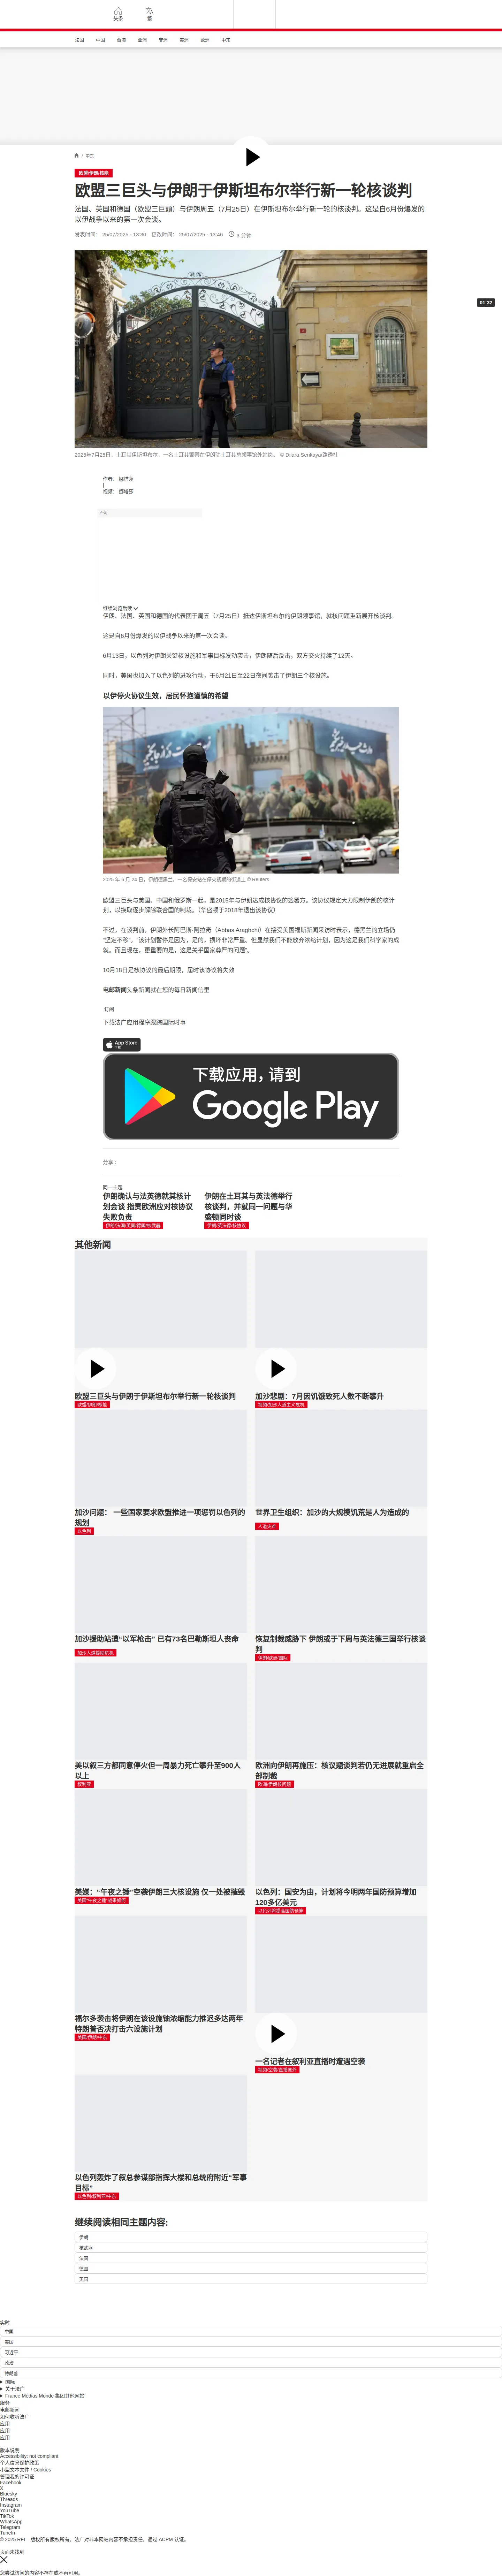 头条
繁
法国
中国
台海
亚洲
非洲
美洲
欧洲
中东
中东
欧盟/伊朗/核能
欧盟三巨头与伊朗于伊斯坦布尔举行新一轮核谈判
法国、英国和德国（欧盟三巨頭）与伊朗周五（7月25日）在伊斯坦布尔举行新一轮的核谈判。这是自6月份爆发的
以伊战争以来的第一次会谈。
发表时间： 25/07/2025 - 13:30 更改时间： 25/07/2025 - 13:46 3 分钟
01:32
2025年7月25日，土耳其伊斯坦布尔，一名土耳其警察在伊朗驻土耳其总领事馆外站岗。 © Dilara Senkaya/路透社
作者：
|
视频：
广告
继续浏览后续
伊朗、法国、英国和德国的代表团于周五（7月25日）抵达伊斯坦布尔的伊朗领事馆，就核问题重新展开核谈判。
这是自6月份爆发的以伊战争以来的第一次会谈。
6月13日，以色列对伊朗关键核设施和军事目标发动袭击，伊朗随后反击，双方交火持续了12天。
同时，美国也加入了以色列的进攻行动，于6月21日至22日夜间袭击了伊朗三个核设施。
以伊停火协议生效，居民怀抱谨慎的希望
2025 年 6 月 24 日，伊朗德黑兰，一名保安站在停火初期的街道上 © Reuters
欧盟三巨头与美国、中国和俄罗斯一起，是2015年与伊朗达成核协议的签署方。该协议规定大力限制伊朗的核计
划，以换取逐步解除联合国的制裁。（华盛顿于2018年退出该协议）
不过，在谈判前，伊朗外长阿巴斯·阿拉奇（Abbas Araghchi）在接受美国福斯新闻采访时表示，德黑兰的立场仍
“坚定不移”。“该计划暂停是因为，是的，损坏非常严重。但显然我们不能放弃浓缩计划，因为这是我们科学家的成
就。而且现在，更重要的是，这是关乎国家尊严的问题”。
10月18日是核协议的最后期限，届时该协议将失效
电邮新闻头条新闻就在您的每日新闻信里
订阅
下载法广应用程序跟踪国际时事
App Store
下载
下载应用，请到
Google Play
分享 :
同一主题
伊朗确认与法英德就其核计
划会谈 指责欧洲应对核协议
失败负责
伊朗/法国/英国/德国/核武器
伊朗在土耳其与英法德举行
核谈判，并就同一问题与华
盛顿同时谈
伊朗/英法德/核协议
其他新闻
欧盟三巨头与伊朗于伊斯坦布尔举行新一轮核谈判
欧盟/伊朗/核能
加沙悲剧：7月因饥饿致死人数不断攀升
视频/加沙人道主义危机
加沙问题： 一些国家要求欧盟推进一项惩罚以色列的
规划
以色列
世界卫生组织：加沙的大规模饥荒是人为造成的
人道灾难
加沙援助站遭“以军枪击” 已有73名巴勒斯坦人丧命
加沙人道援助危机
恢复制裁威胁下 伊朗或于下周与英法德三国举行核谈
判
伊朗/欧洲/国际
美以叙三方都同意停火但一周暴力死亡攀升至900人
以上
叙利亚
欧洲向伊朗再施压：核议题谈判若仍无进展就重启全
部制裁
欧洲/伊朗核问题
美媒：“午夜之锤”空袭伊朗三大核设施 仅一处被摧毁
美国“午夜之锤”战果如何
以色列：国安为由，计划将今明两年国防预算增加
120多亿美元
以色列将提高国防预算
福尔多袭击将伊朗在该设施铀浓缩能力推迟多达两年
特朗普否决打击六设施计划
美国/伊朗/中东
一名记者在叙利亚直播时遭遇空袭
视频/空袭/直播意外
以色列轰炸了叙总参谋部指挥大楼和总统府附近“军事
目标”
以色列/叙利亚/中东
继续阅读相同主题内容:
伊朗
核武器
法国
德国
英国
实时
中国
美国
习近平
政治
特朗普
国际
关于法广
France Médias Monde 集团其他网站
服务
电邮新闻
如何收听法广
应用
应用
应用
版本说明
Accessibility: not compliant
个人信息保护政策
小型文本文件 / Cookies
管理我的许可证
Facebook
X
Bluesky
Threads
Instagram
YouTube
TikTok
WhatsApp
Telegram
TuneIn
© 2025 RFI – 版权所有版权所有。法广对非本网站内容不承担责任。通过 ACPM 认证。
页面未找到
您尝试访问的内容不存在或不再可用。